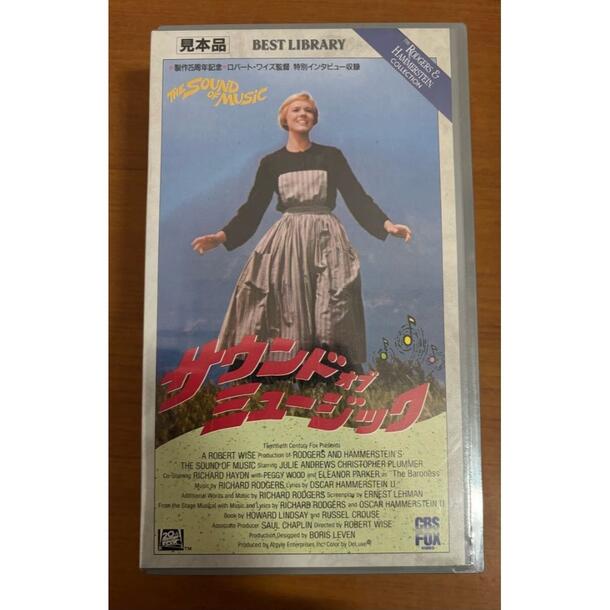 見本品
BEST LIBRARY
THE
RODGERS &
HAMMERSTEIN
COLLECTION
*製作25周年記念*ロバート・ワイズ監督 特別インタビュー収録
THE SOUND
OF MUSIC
サウンド オブ
ミュージック
Twentieth Century Fox Presents
A ROBERT WISE Production of RODGERS AND HAMMERSTEIN'S
THE SOUND OF MUSIC Starring JULIE ANDREWS CHRISTOPHER PLUMMER
Co-Starring RICHARD HAYDN with PEGGY WOOD and ELEANOR PARKER as "The Baroness"
Music by RICHARD RODGERS Lyrics by OSCAR HAMMERSTEIN II
Additional Words and Music by RICHARD RODGERS Screenplay by ERNEST LEHMAN
From the Stage Musical with Music and Lyrics by RICHARD RODGERS and OSCAR HAMMERSTEIN II
Book by HOWARD LINDSAY and RUSSEL CROUSE
Associate Producer SAUL CHAPLIN Directed by ROBERT WISE
Production Designed by BORIS LEVEN
Produced by Argyle Enterprises, Inc. Color by DeLuxe®
CBS
FOX
VIDEO